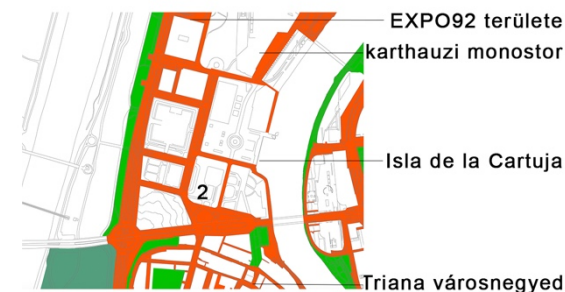 EXPO92 területe
karthauzi monostor
Isla de la Cartuja
2
Triana városnegyed